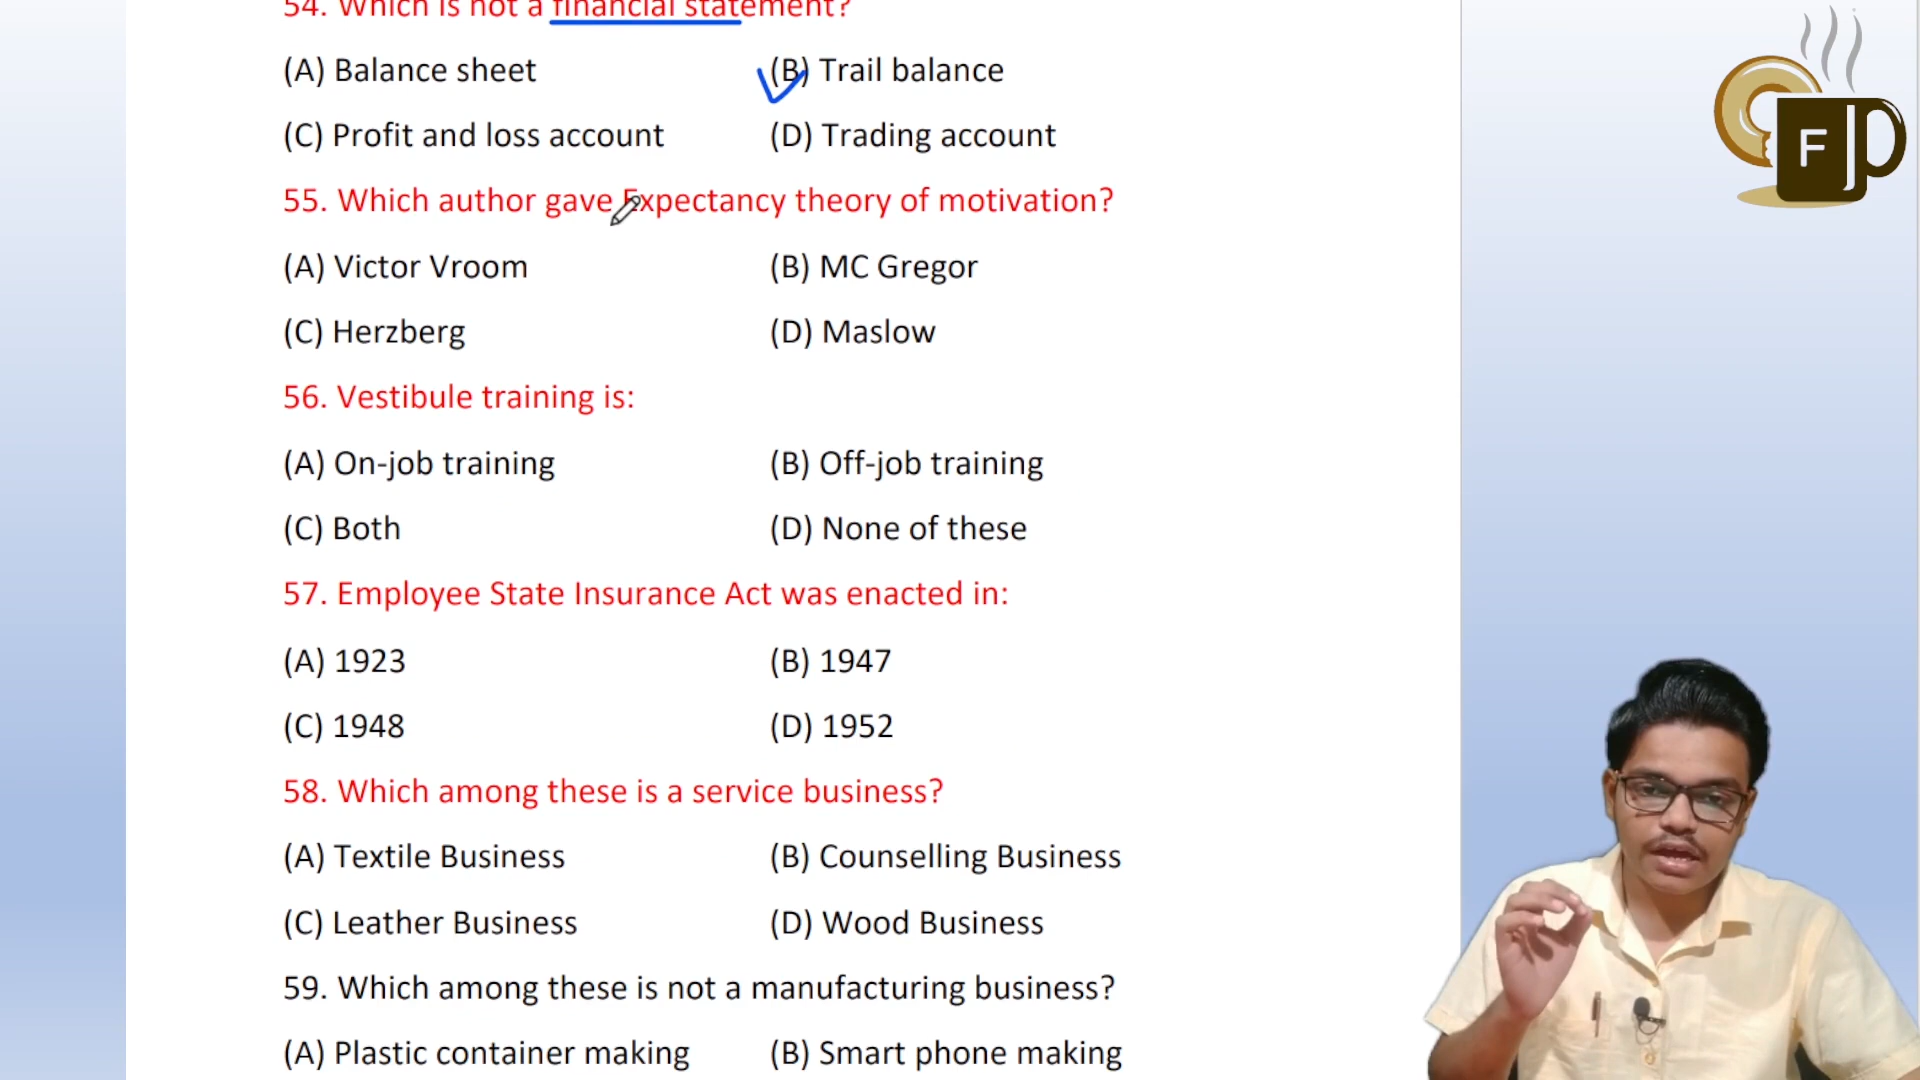 54. Which is not a financial statement?
(A) Balance sheet (B) Trail balance
(C) Profit and loss account (D) Trading account
55. Which author gave Expectancy theory of motivation?
(A) Victor Vroom (B) MC Gregor
(C) Herzberg (D) Maslow
56. Vestibule training is:
(A) On-job training (B) Off-job training
(C) Both (D) None of these
57. Employee State Insurance Act was enacted in:
(A) 1923 (B) 1947
(C) 1948 (D) 1952
58. Which among these is a service business?
(A) Textile Business (B) Counselling Business
(C) Leather Business (D) Wood Business
59. Which among these is not a manufacturing business?
(A) Plastic container making (B) Smart phone making
F J